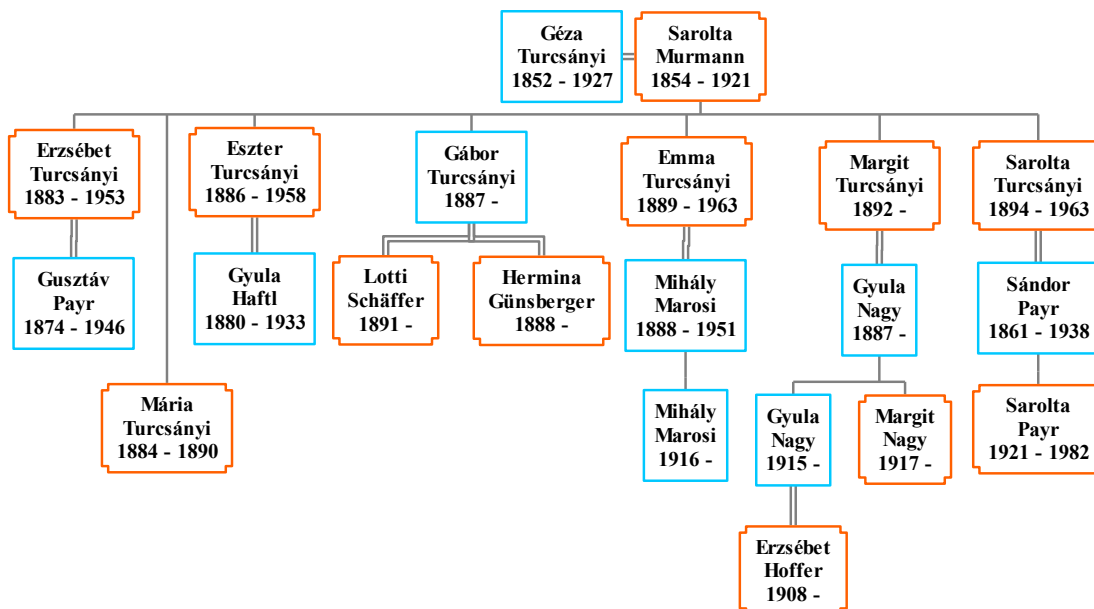 Géza
Turcsányi
1852 - 1927
Sarolta
Murmann
1854 - 1921
Erzsébet
Turcsányi
1883 - 1953
Eszter
Turcsányi
1886 - 1958
Gábor
Turcsányi
1887 -
Emma
Turcsányi
1889 - 1963
Margit
Turcsányi
1892 -
Sarolta
Turcsányi
1894 - 1963
Gusztáv
Payr
1874 - 1946
Gyula
Haftl
1880 - 1933
Lotti
Schäffer
1891 -
Hermina
Günsberger
1888 -
Mihály
Marosi
1888 - 1951
Gyula
Nagy
1887 -
Sándor
Payr
1861 - 1938
Mária
Turcsányi
1884 - 1890
Mihály
Marosi
1916 -
Gyula
Nagy
1915 -
Margit
Nagy
1917 -
Sarolta
Payr
1921 - 1982
Erzsébet
Hoffer
1908 -